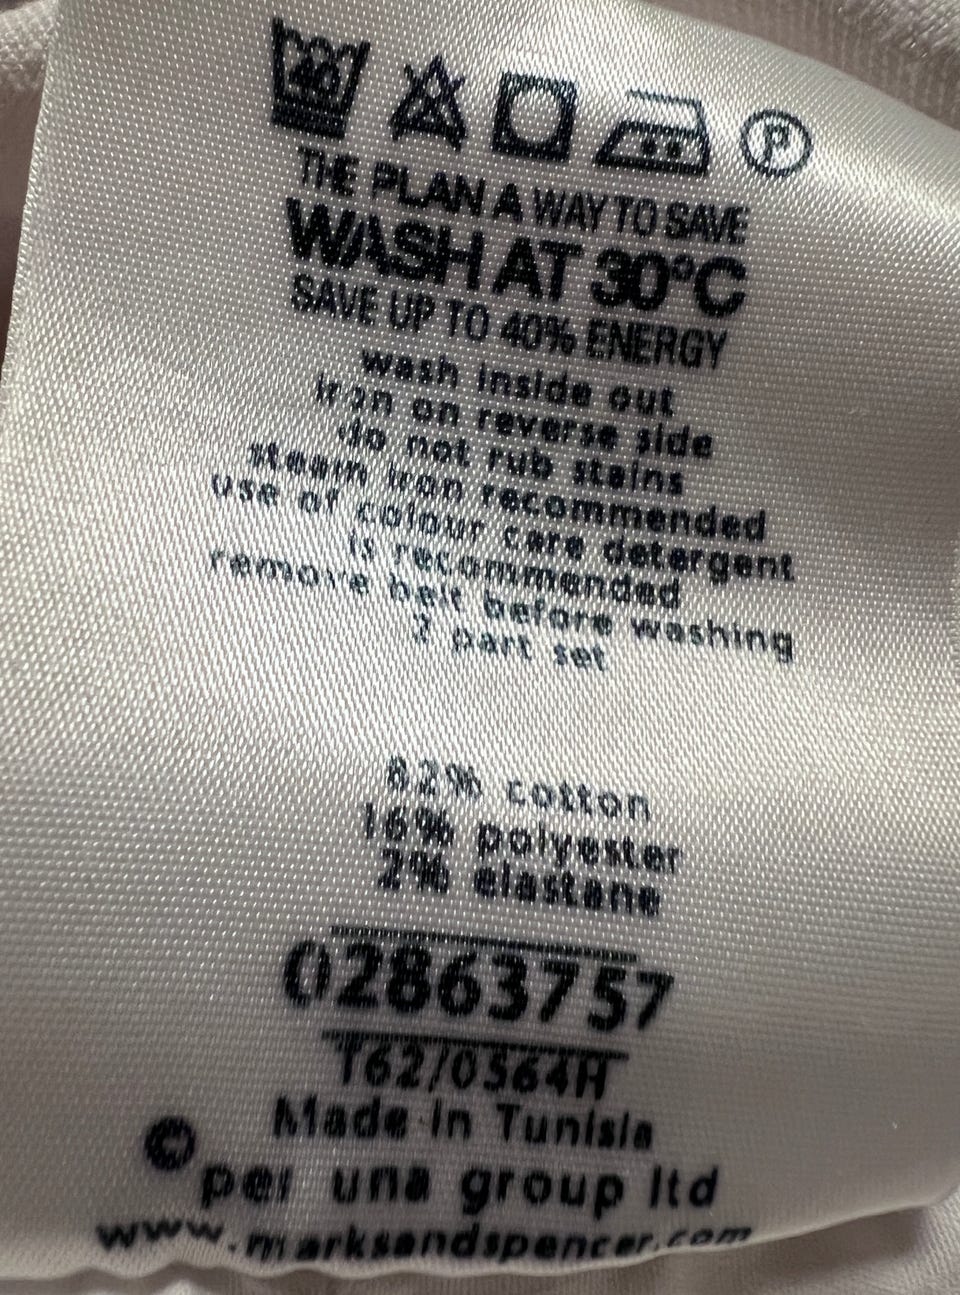 40
P
THE PLAN A WAY TO SAVE
WASH AT 30°C
SAVE UP TO 40% ENERGY
wash inside out
iron on reverse side
do not rub stains
steam iron recommended
use of colour care detergent
is recommended
remove belt before washing
2 part set
82% cotton
16% polyester
2% elastane
02863757
T62/0564H
Made in Tunisia
© per una group ltd
www.marksandspencer.com